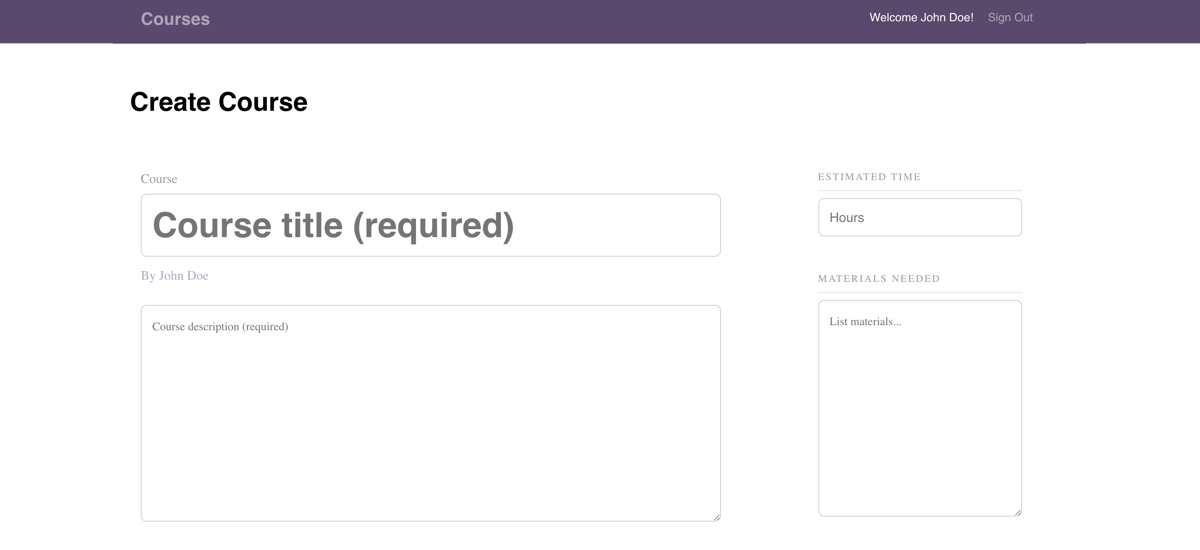 Courses
Welcome John Doe!
Sign Out
Create Course
Course
Course title (required)
By John Doe
Course description (required)
ESTIMATED TIME
Hours
MATERIALS NEEDED
List materials...